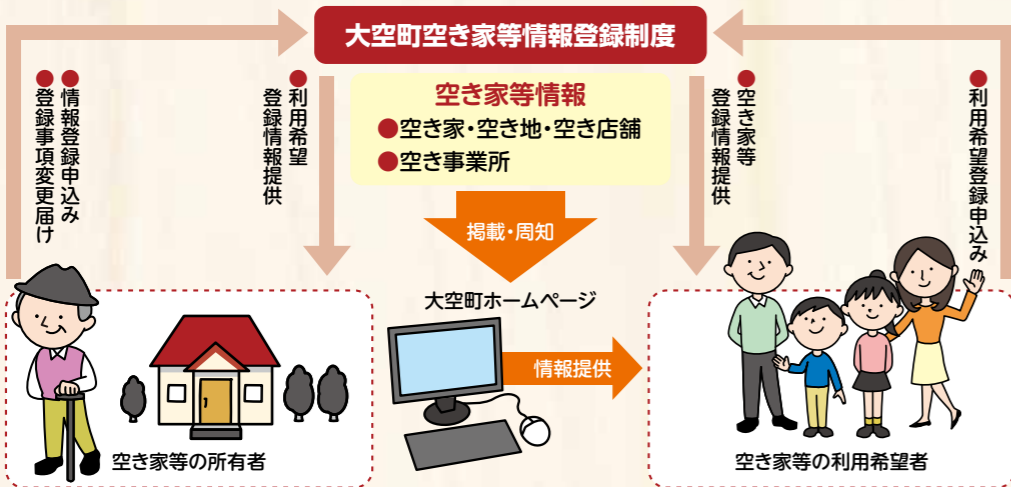 大空町空き家等情報登録制度
●情報登録申込み
●登録事項変更届け
●利用希望
登録情報提供
空き家等情報
●空き家・空き地・空き店舗
●空き事業所
●空き家等
登録情報提供
●利用希望登録申込み
掲載・周知
大空町ホームページ
情報提供
空き家等の所有者
空き家等の利用希望者